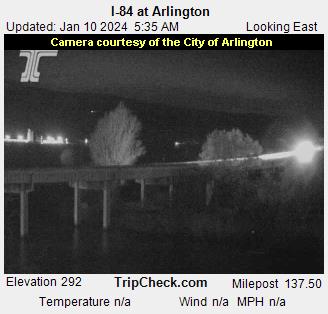 I-84 at Arlington
Updated: Jan 10 2024 5:35 AM Looking East
Camera courtesy of the City of Arlington
Elevation 292 TripCheck.com Milepost 137.50
Temperature n/a Wind n/a MPH n/a